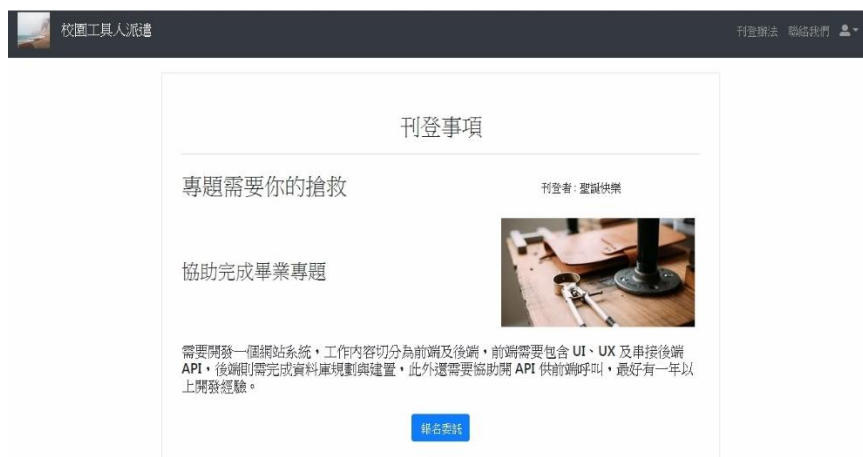 校園工具人派遣
刊登辦法 聯絡我們
刊登事項
專題需要你的搶救
刊登者 : 聖誕快樂
協助完成畢業專題
需要開發一個網站系統，工作內容切分為前端及後端，前端需要包含 UI、UX 及串接後端
API，後端則需完成資料庫規劃與建置，此外還需要協助開 API 供前端呼叫，最好有一年以
上開發經驗。
報名委託